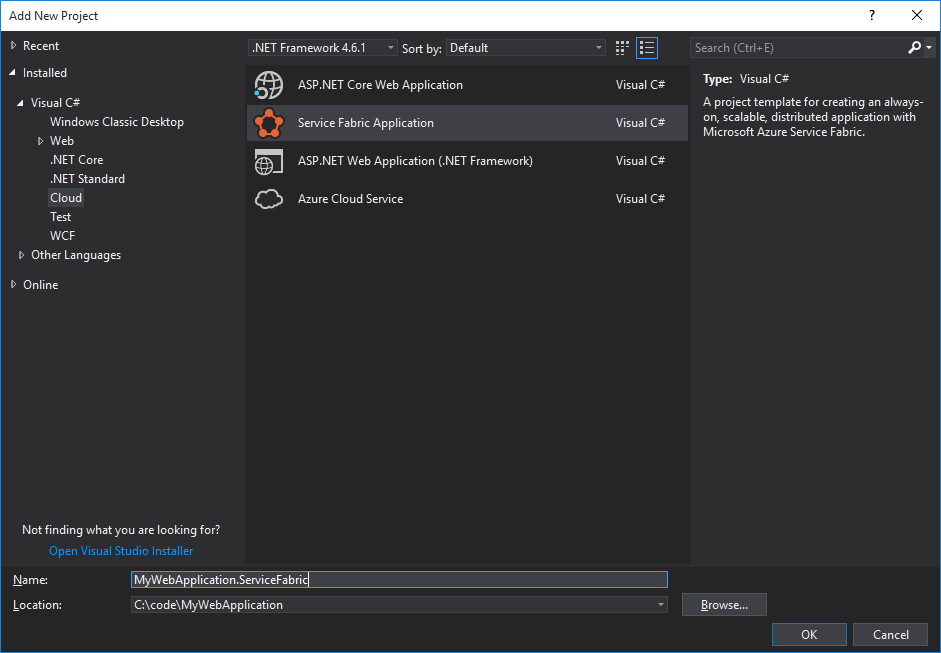 Add New Project
?
Recent
Installed
Visual C#
Windows Classic Desktop
Web
.NET Core
.NET Standard
Cloud
Test
WCF
Other Languages
Online
Not finding what you are looking for?
Open Visual Studio Installer
.NET Framework 4.6.1 Sort by: Default
ASP.NET Core Web Application Visual C#
Service Fabric Application Visual C#
ASP.NET Web Application (.NET Framework) Visual C#
Azure Cloud Service Visual C#
Search (Ctrl+E)
Type: Visual C#
A project template for creating an always-
on, scalable, distributed application with
Microsoft Azure Service Fabric.
Name: MyWebApplication.ServiceFabric
Location: C:\code\MyWebApplication Browse...
OK Cancel